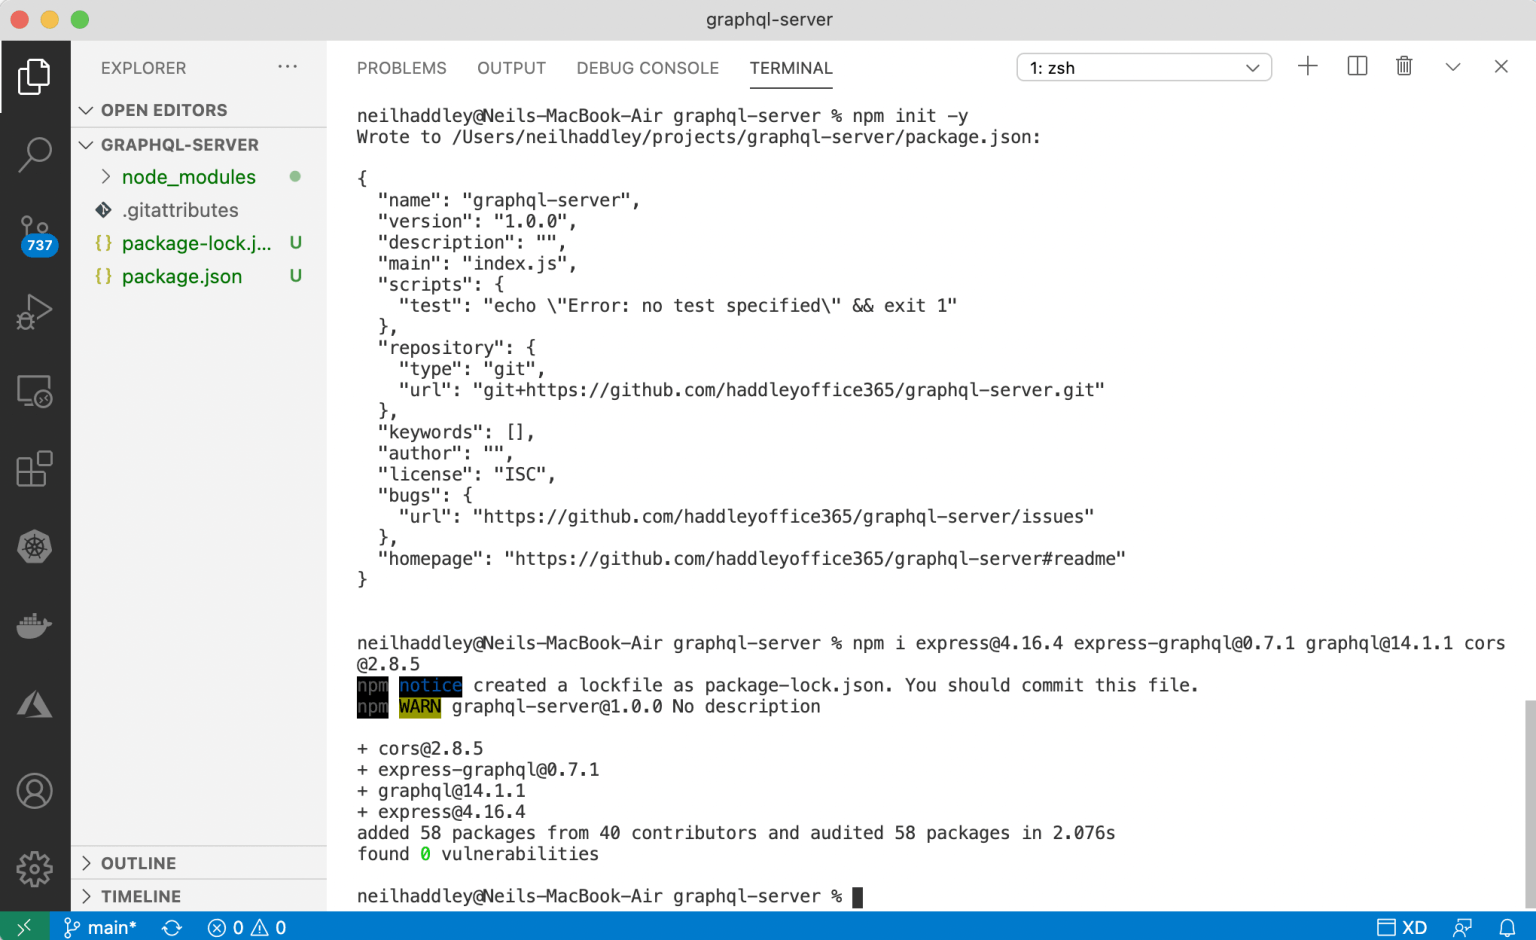 graphql-server
EXPLORER
···
PROBLEMS OUTPUT DEBUG CONSOLE TERMINAL
1: zsh
OPEN EDITORS
GRAPHQL-SERVER
node_modules
.gitattributes
{} package-lock.j... U
{} package.json U
737
neilhaddley@Neils-MacBook-Air graphql-server % npm init -y
Wrote to /Users/neilhaddley/projects/graphql-server/package.json:
{
  "name": "graphql-server",
  "version": "1.0.0",
  "description": "",
  "main": "index.js",
  "scripts": {
    "test": "echo \"Error: no test specified\" && exit 1"
  },
  "repository": {
    "type": "git",
    "url": "git+https://github.com/haddleyoffice365/graphql-server.git"
  },
  "keywords": [],
  "author": "",
  "license": "ISC",
  "bugs": {
    "url": "https://github.com/haddleyoffice365/graphql-server/issues"
  },
  "homepage": "https://github.com/haddleyoffice365/graphql-server#readme"
}
neilhaddley@Neils-MacBook-Air graphql-server % npm i express@4.16.4 express-graphql@0.7.1 graphql@14.1.1 cors
@2.8.5
npm notice created a lockfile as package-lock.json. You should commit this file.
npm WARN graphql-server@1.0.0 No description
+ cors@2.8.5
+ express-graphql@0.7.1
+ graphql@14.1.1
+ express@4.16.4
added 58 packages from 40 contributors and audited 58 packages in 2.076s
found 0 vulnerabilities
neilhaddley@Neils-MacBook-Air graphql-server %
OUTLINE
TIMELINE
main* 0 0 XD